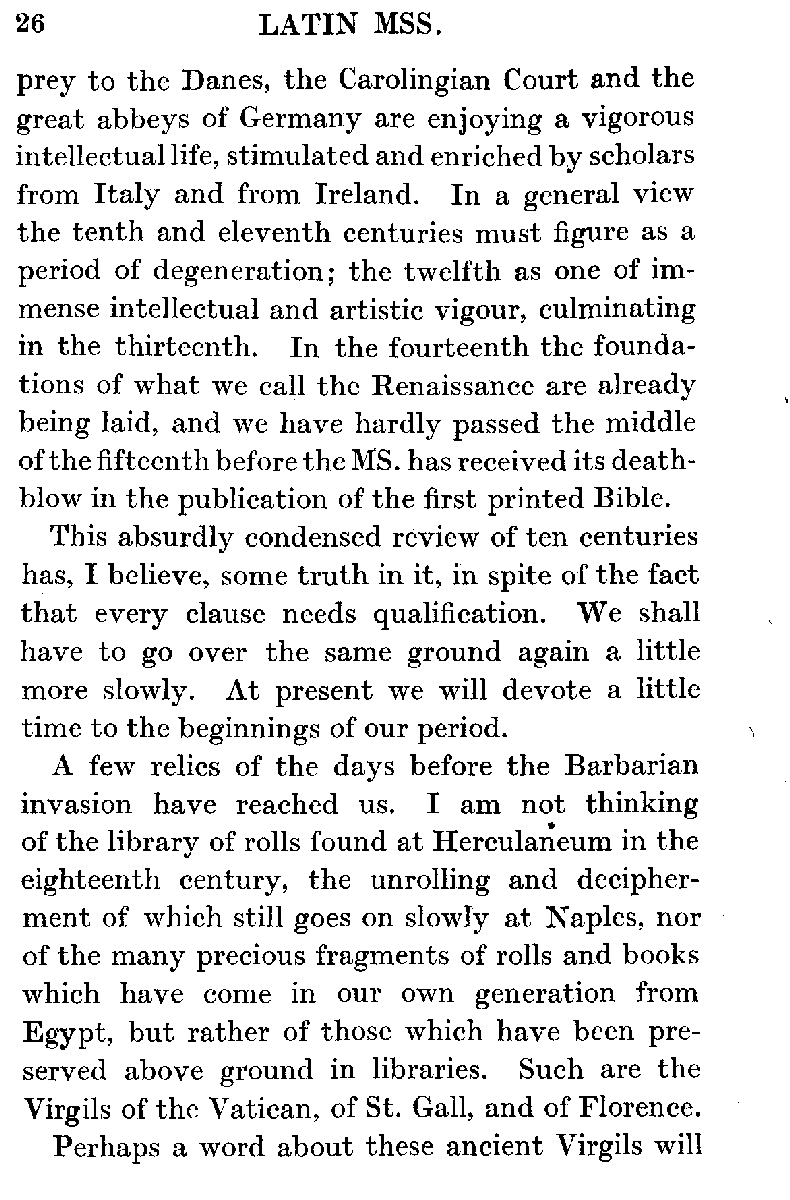 26 LATIN MSS.
prey to the Danes, the Carolingian Court and the
great abbeys of Germany are enjoying a vigorous
intellectual life, stimulated and enriched by scholars
from Italy and from Ireland. In a general view
the tenth and eleventh centuries must figure as a
period of degeneration; the twelfth as one of im-
mense intellectual and artistic vigour, culminating
in the thirteenth. In the fourteenth the founda-
tions of what we call the Renaissance are already
being laid, and we have hardly passed the middle
of the fifteenth before the MS. has received its death-
blow in the publication of the first printed Bible.
This absurdly condensed review of ten centuries
has, I believe, some truth in it, in spite of the fact
that every clause needs qualification. We shall
have to go over the same ground again a little
more slowly. At present we will devote a little
time to the beginnings of our period.
A few relics of the days before the Barbarian
invasion have reached us. I am not thinking
of the library of rolls found at Herculaneum in the
eighteenth century, the unrolling and decipher-
ment of which still goes on slowly at Naples, nor
of the many precious fragments of rolls and books
which have come in our own generation from
Egypt, but rather of those which have been pre-
served above ground in libraries. Such are the
Virgils of the Vatican, of St. Gall, and of Florence.
Perhaps a word about these ancient Virgils will